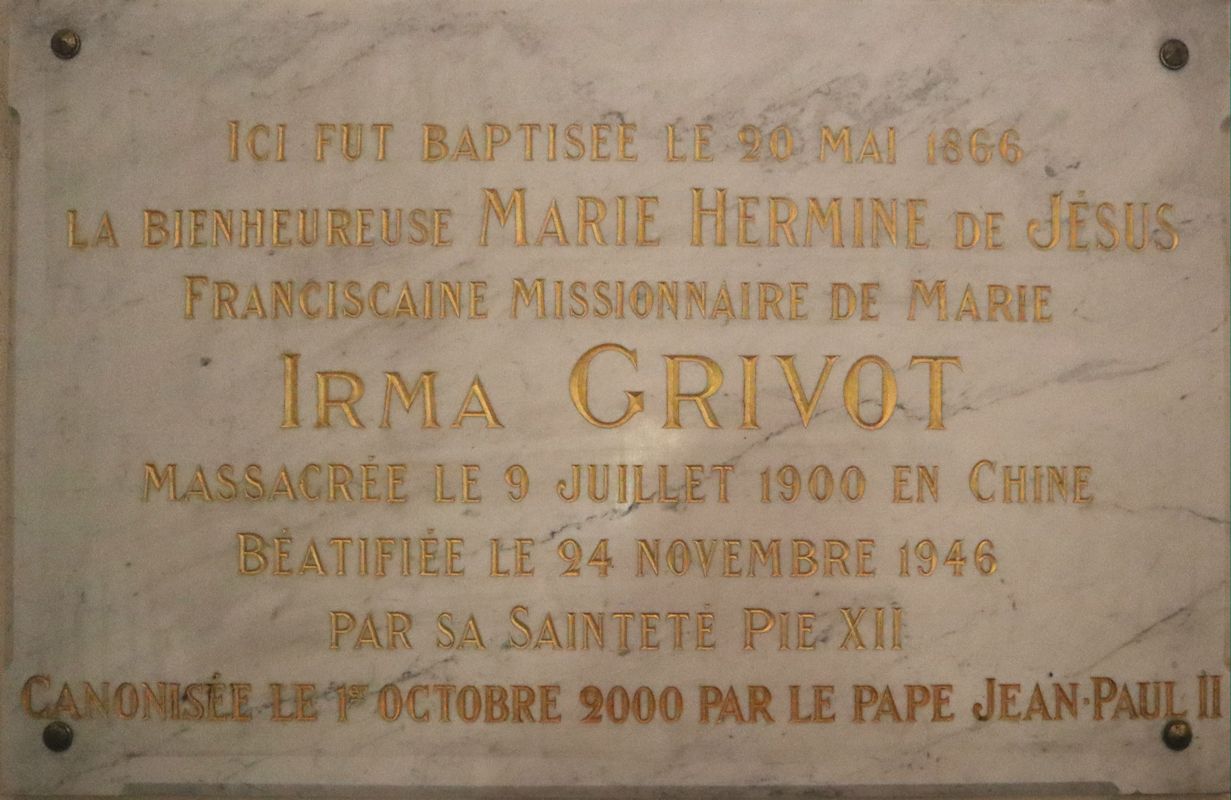 ICI FUT BAPTISÉE LE 20 MAI 1866
LA BIENHEUREUSE MARIE HERMINE DE JÉSUS
FRANCISCAINE MISSIONNAIRE DE MARIE
IRMA GRIVOT
MASSACRÉE LE 9 JUILLET 1900 EN CHINE
BÉATIFIÉE LE 24 NOVEMBRE 1946
PAR SA SAINTETÉ PIE XII
CANONISÉE LE 1ER OCTOBRE 2000 PAR LE PAPE JEAN-PAUL II